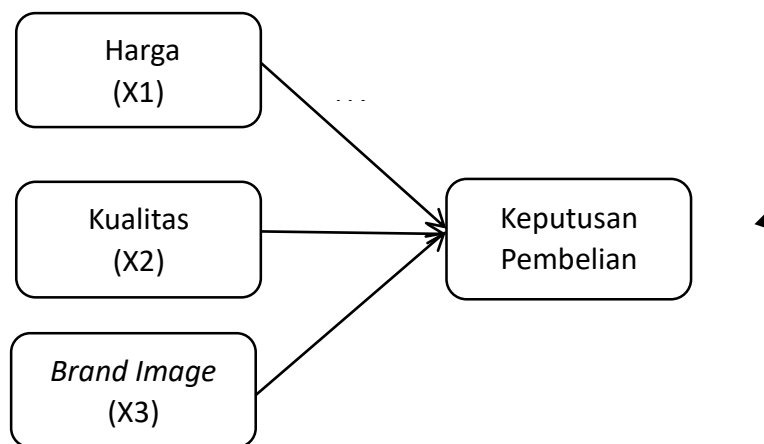 Harga
(X1)
Kualitas
(X2)
Keputusan
Pembelian
Brand Image
(X3)